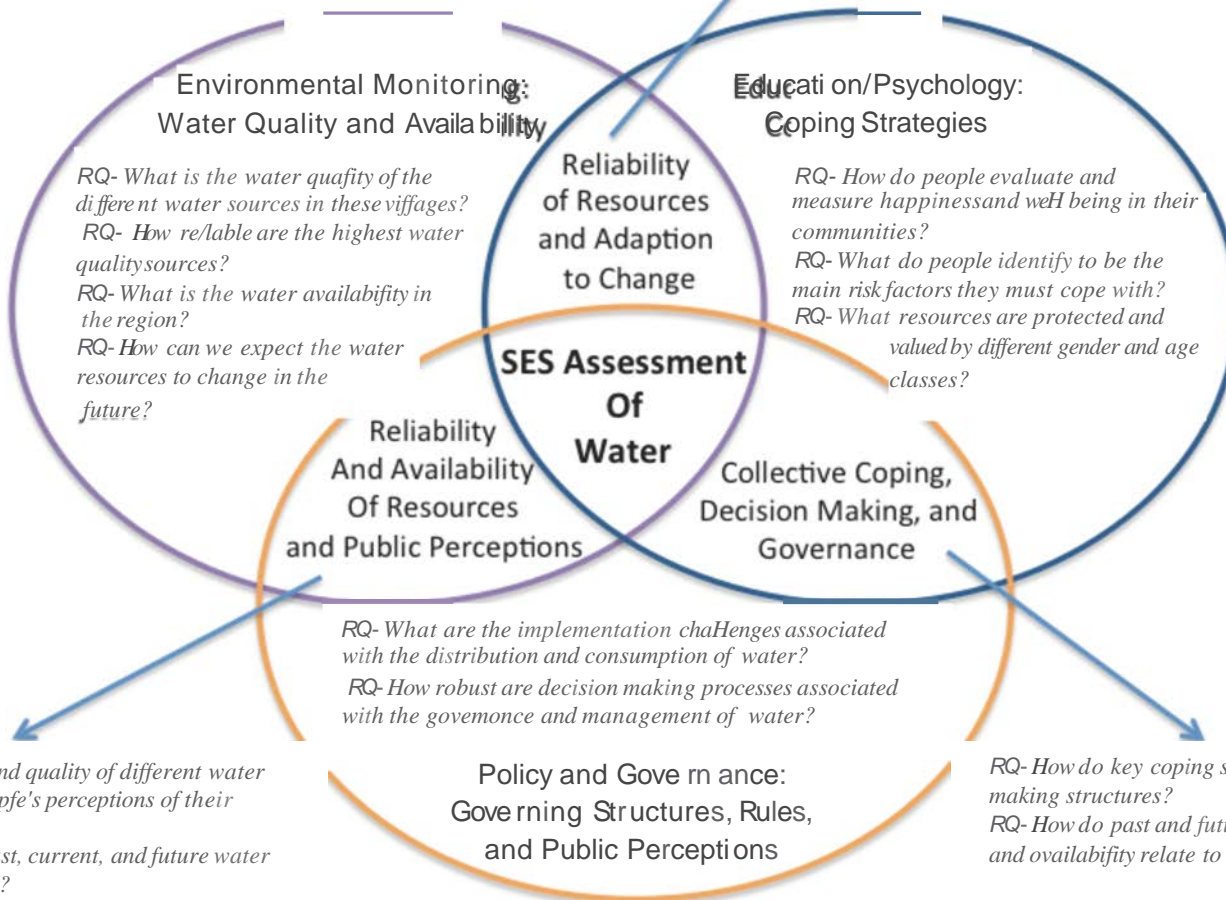 Environmental Monitoring:
Water Quality and Availability
RQ- What is the water quafity of the
different water sources in these viffages?
RQ- How re/lable are the highest water
quality sources?
RQ- What is the water availabifity in
the region?
RQ- How can we expect the water
resources to change in the
future?
Reliability
of Resources
and Adaption
to Change
Education/Psychology:
Coping Strategies
RQ- How do people evaluate and
measure happinessand weH being in their
communities?
RQ- What do people identify to be the
main risk factors they must cope with?
RQ- What resources are protected and
valued by different gender and age
classes?
SES Assessment
Of
Water
Reliability
And Availability
Of Resources
and Public Perceptions
Collective Coping,
Decision Making, and
Governance
RQ- What are the implementation chaHenges associated
with the distribution and consumption of water?
RQ- How robust are decision making processes associated
with the govemonce and management of water?
Policy and Governance:
Governing Structures, Rules,
and Public Perceptions
nd quality of different water
pfe's perceptions of their
st, current, and future water
?
RQ- How do key coping s
making structures?
RQ- How do past and futu
and ovailabifity relate to